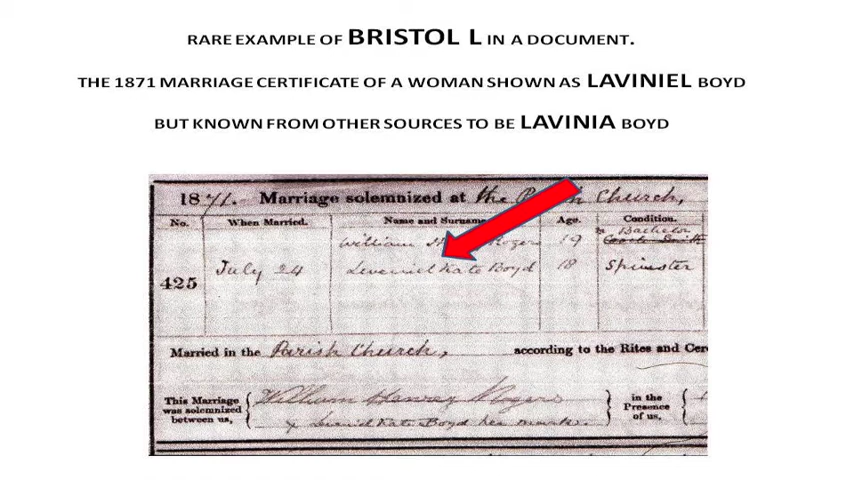 RARE EXAMPLE OF BRISTOL L IN A DOCUMENT.
THE 1871 MARRIAGE CERTIFICATE OF A WOMAN SHOWN AS LAVINIEL BOYD
BUT KNOWN FROM OTHER SOURCES TO BE LAVINIA BOYD
1871. Marriage solemnized at the Parish Church,
No. When Married. Name and Surname Age. Condition.
William Rogers 19 Bachelor
425 July 24 Leveniel Kate Boyd 18 Spinster
Married in the Parish Church, according to the Rites and Cer
This Marriage was solemnized between us,
William Henry Rogers
x Leveniel Kate Boyd her mark.
in the Presence of us,